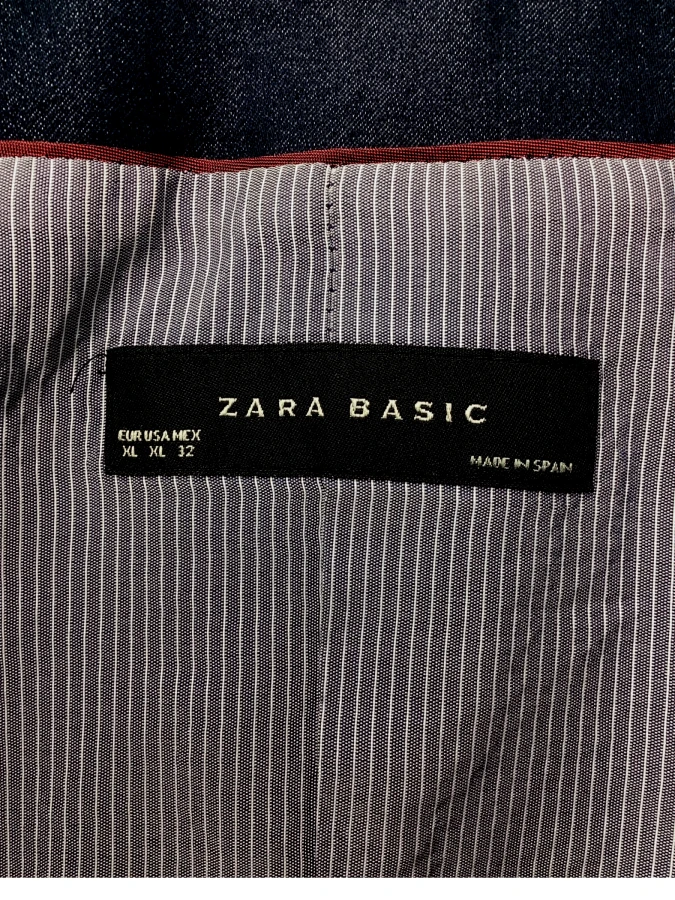 ZARA BASIC
EUR USA MEX
XL XL 32
MADE IN SPAIN